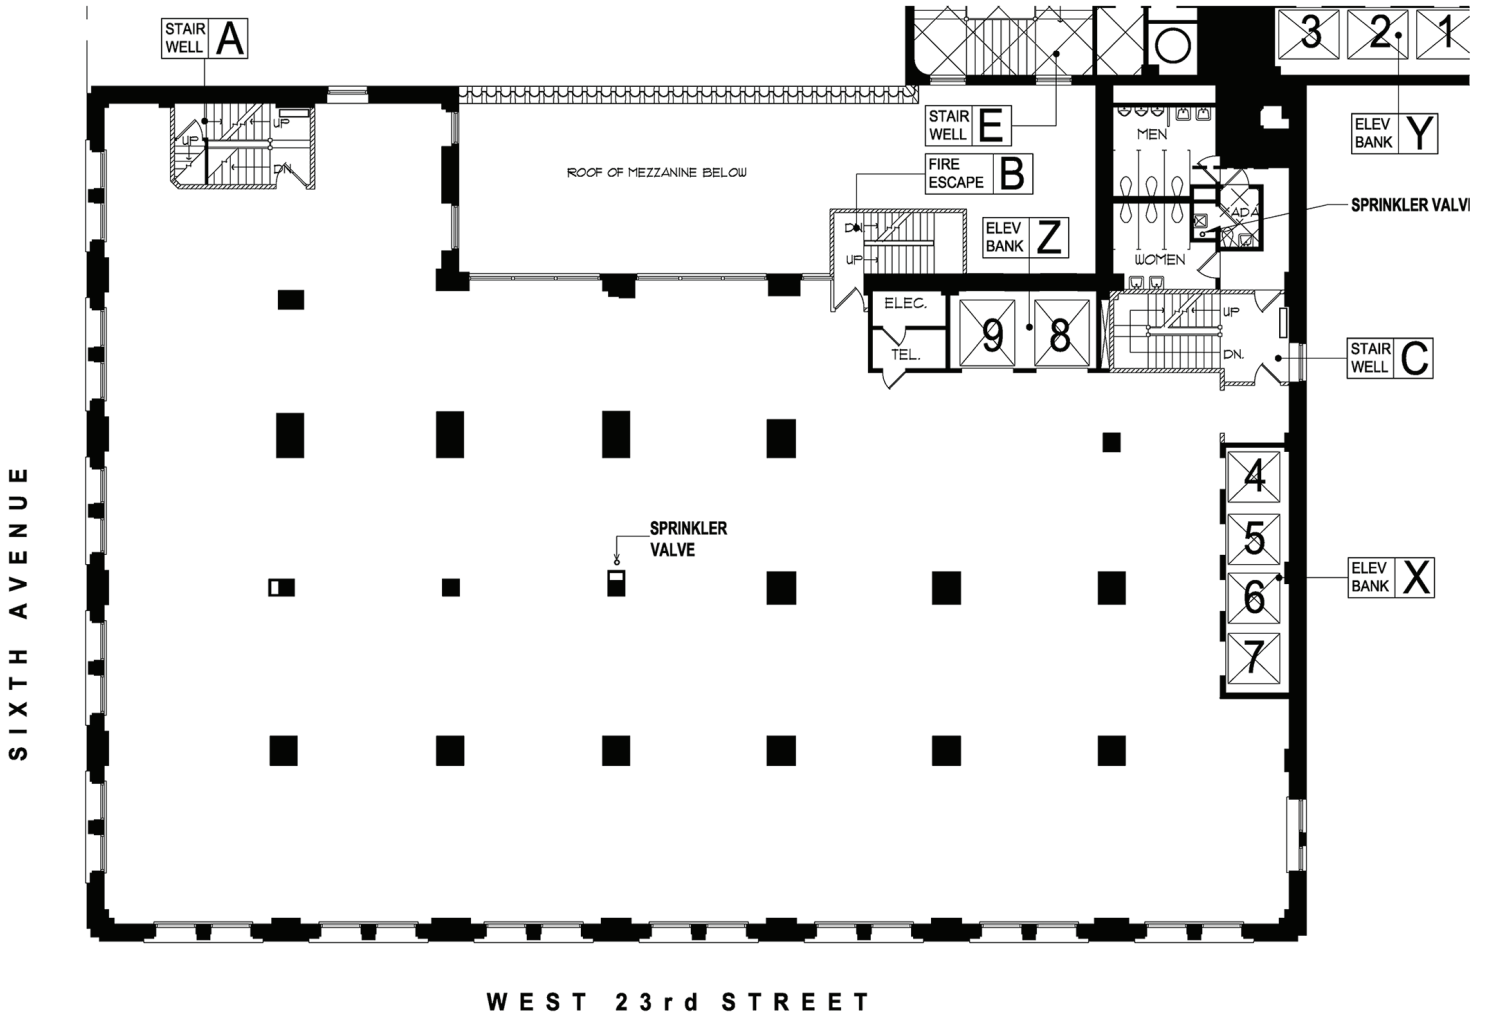 STAIR
WELL A
3 2 1
STAIR
WELL E
ELEV
BANK Y
UP
UP
DN.
MEN
FIRE
ESCAPE B
ROOF OF MEZZANINE BELOW
SPRINKLER VALV
ADA
ELEV
BANK Z
DN.
UP
WOMEN
ELEC.
TEL.
9 8
UP
DN.
STAIR
WELL C
4
5
6
7
SPRINKLER
VALVE
ELEV
BANK X
SIXTH AVENUE
WEST 23rd STREET